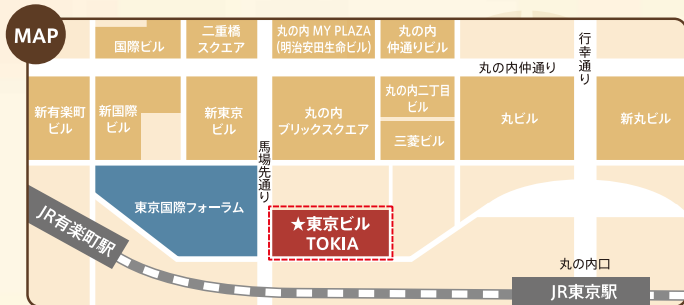 MAP
国際ビル
二重橋
スクエア
丸の内 MY PLAZA
(明治安田生命ビル)
丸の内
仲通りビル
行幸通り
丸の内仲通り
新有楽町
ビル
新国際
ビル
新東京
ビル
丸の内
ブリックスクエア
丸の内二丁目
ビル
三菱ビル
丸ビル
新丸ビル
馬場先通り
東京国際フォーラム
★東京ビル
TOKIA
JR有楽町駅
丸の内口
JR東京駅